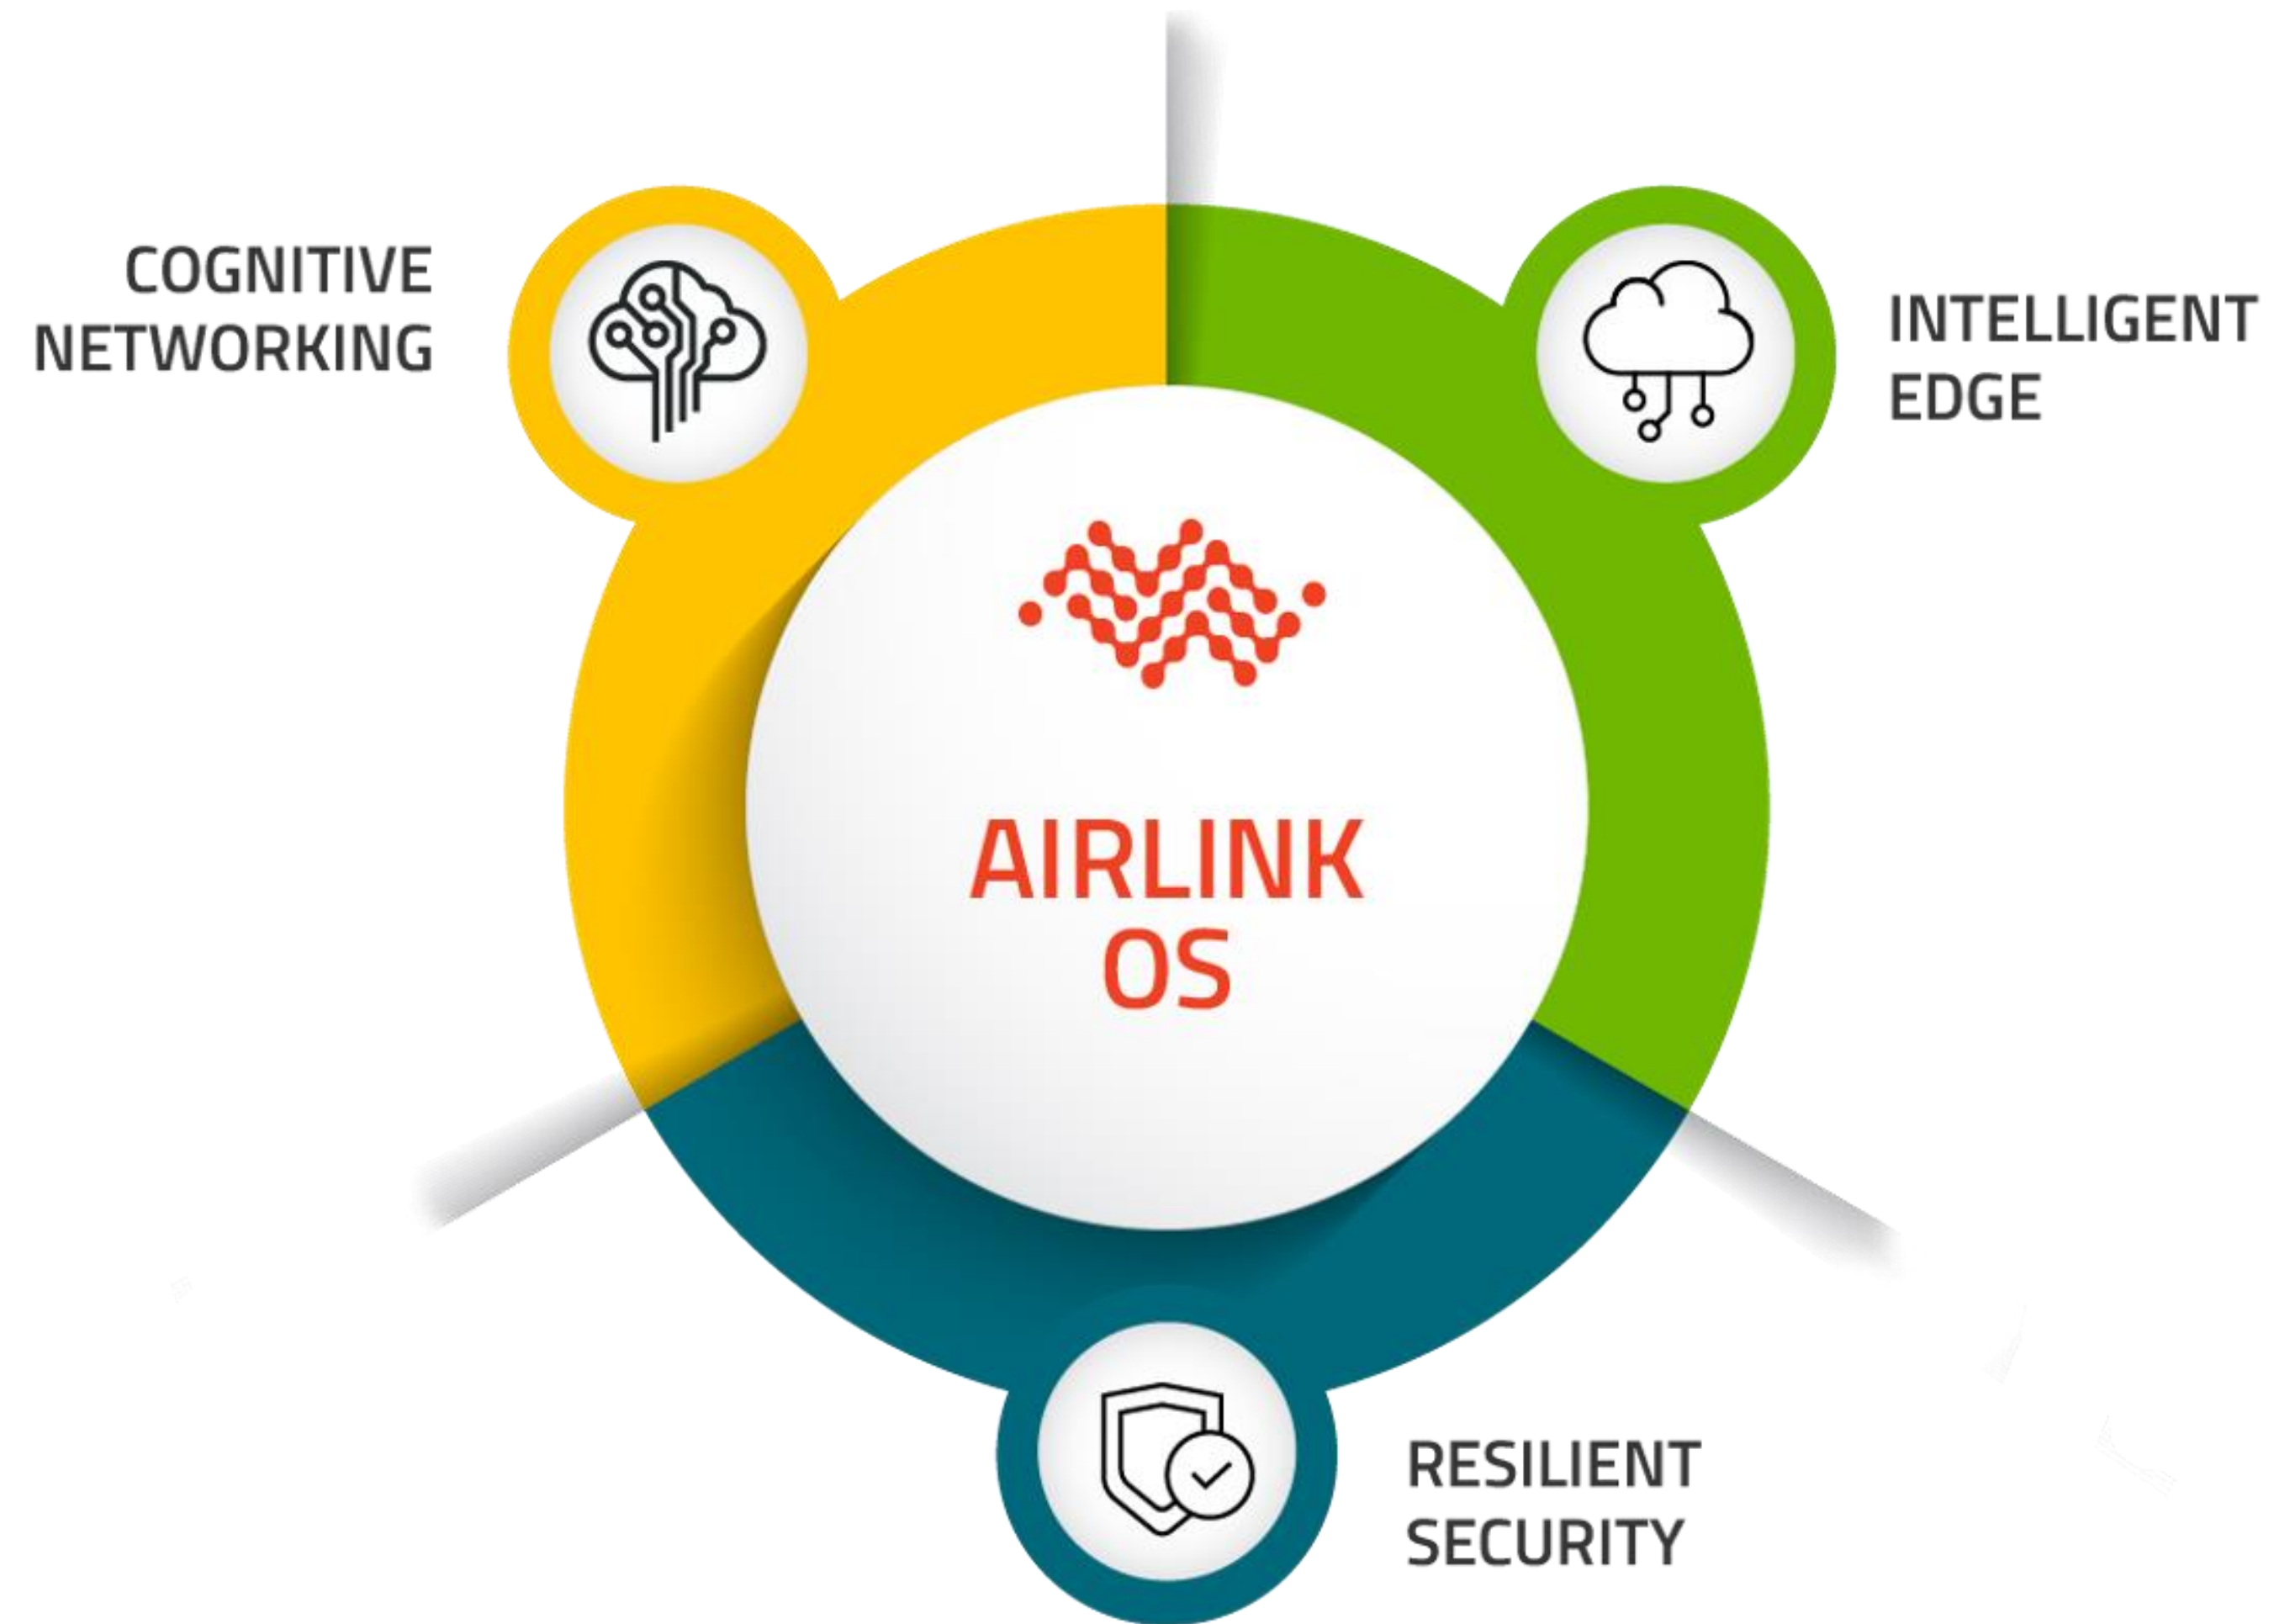 COGNITIVE
NETWORKING
INTELLIGENT
EDGE
AIRLINK
OS
RESILIENT
SECURITY